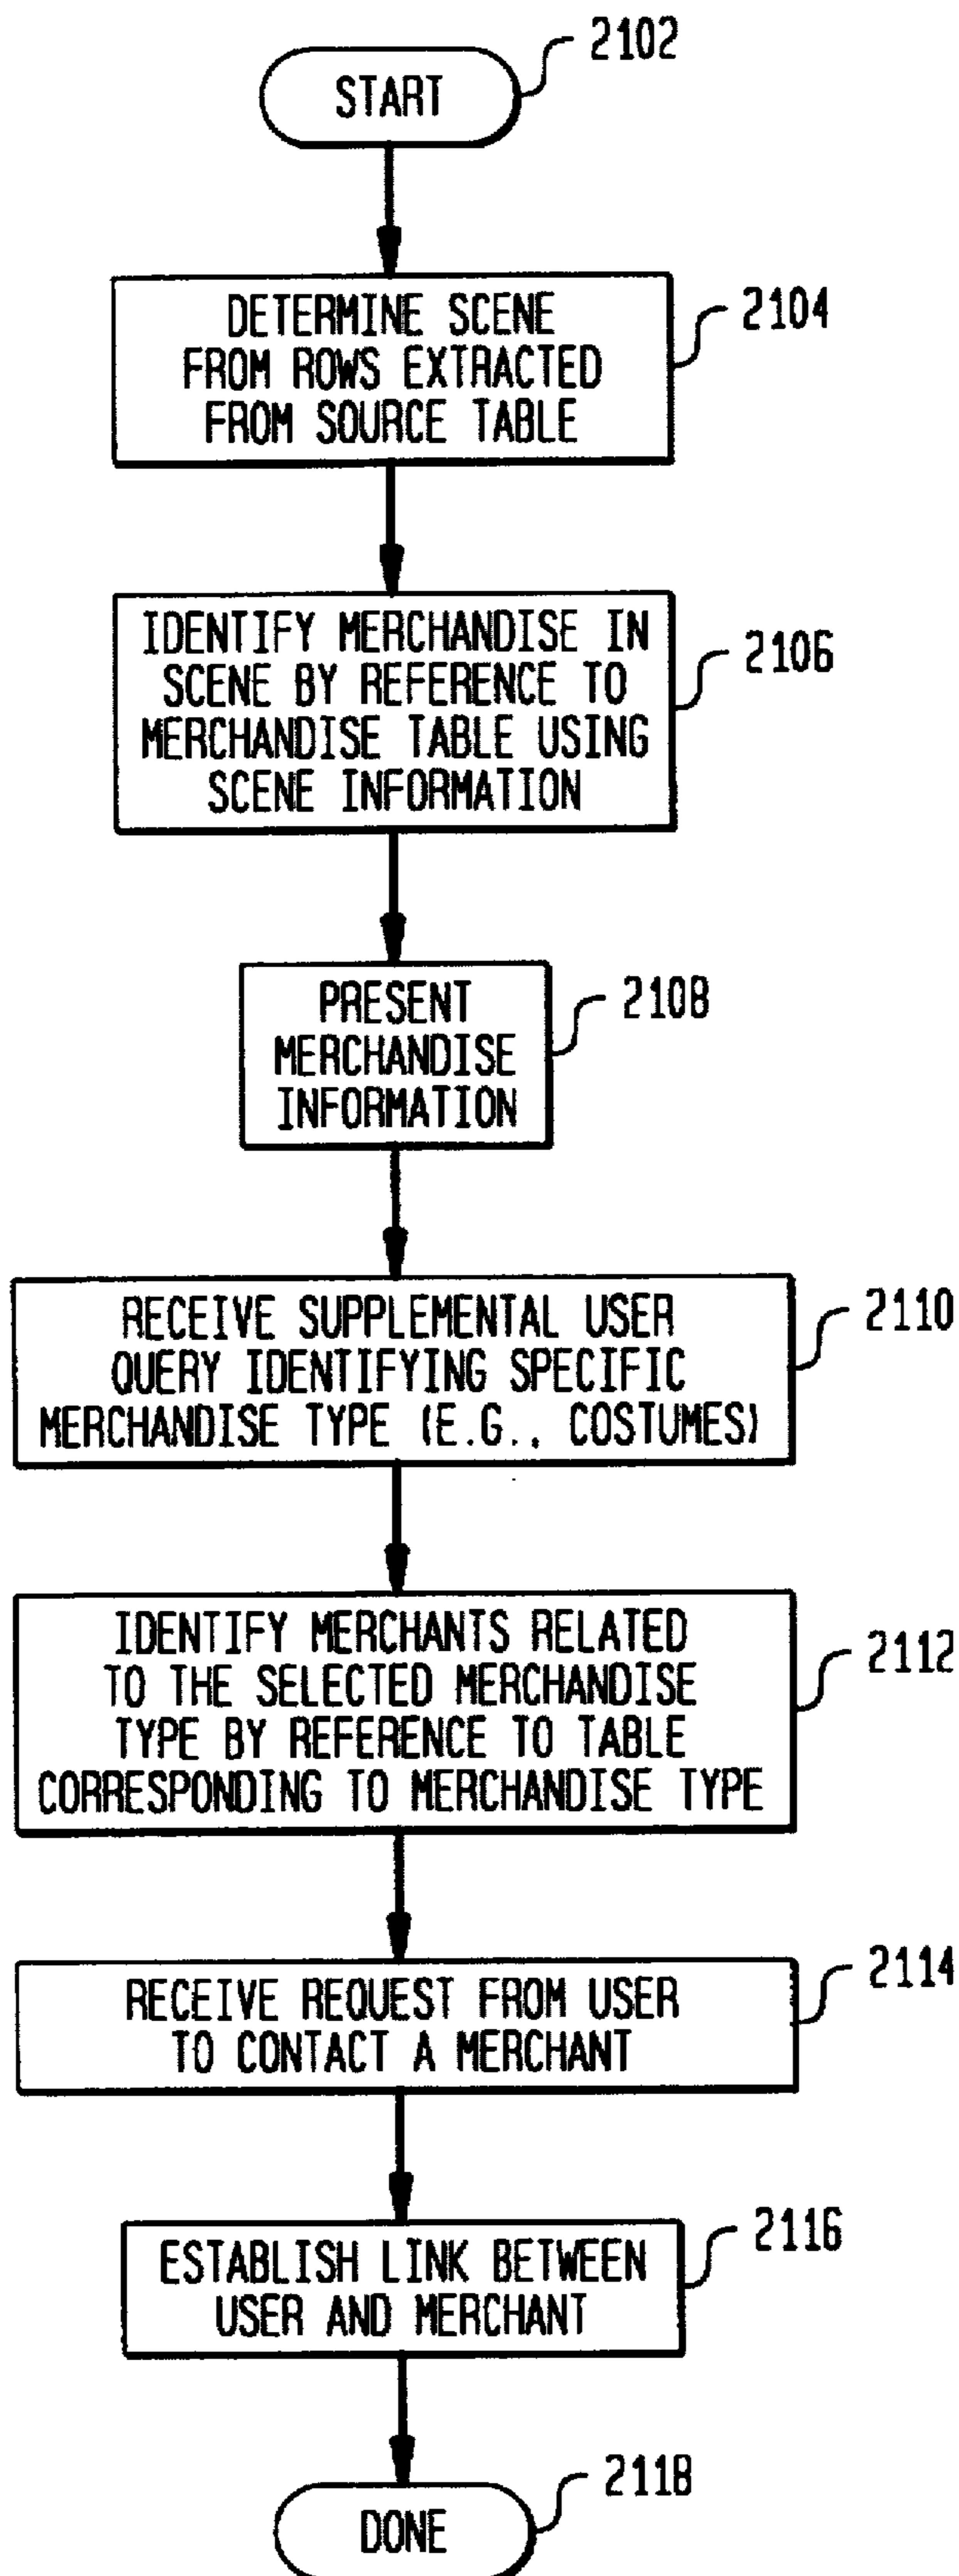 2102
START
2104
DETERMINE SCENE
FROM ROWS EXTRACTED
FROM SOURCE TABLE
2106
IDENTIFY MERCHANDISE IN
SCENE BY REFERENCE TO
MERCHANDISE TABLE USING
SCENE INFORMATION
2108
PRESENT
MERCHANDISE
INFORMATION
2110
RECEIVE SUPPLEMENTAL USER
QUERY IDENTIFYING SPECIFIC
MERCHANDISE TYPE (E.G., COSTUMES)
2112
IDENTIFY MERCHANTS RELATED
TO THE SELECTED MERCHANDISE
TYPE BY REFERENCE TO TABLE
CORRESPONDING TO MERCHANDISE TYPE
2114
RECEIVE REQUEST FROM USER
TO CONTACT A MERCHANT
2116
ESTABLISH LINK BETWEEN
USER AND MERCHANT
2118
DONE